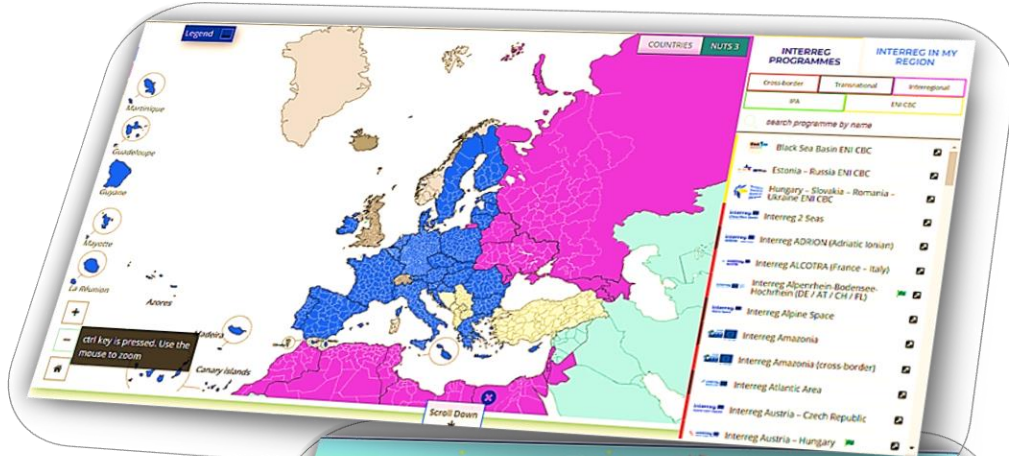 Legend
COUNTRIES NUTS 3
INTERREG PROGRAMMES
INTERREG IN MY REGION
Cross-border
Transnational
Interregional
IPA
ENI CBC
search programme by name
Black Sea Basin ENI CBC
Estonia - Russia ENI CBC
Hungary - Slovakia - Romania -
Ukraine ENI CBC
Interreg 2 Seas
Interreg ADRION (Adriatic Ionian)
Interreg ALCOTRA (France - Italy)
Interreg Alpenrhein-Bodensee-
Hochrhein (DE / AT / CH / FL)
Interreg Alpine Space
Interreg Amazonia
Interreg Amazonia (cross-border)
Interreg Atlantic Area
Interreg Austria - Czech Republic
Interreg Austria - Hungary
Martinique
Guadeloupe
Guyane
Mayotte
La Réunion
Azores
Madeira
Canary islands
+
−
ctrl key is pressed. Use the
mouse to zoom
Scroll Down